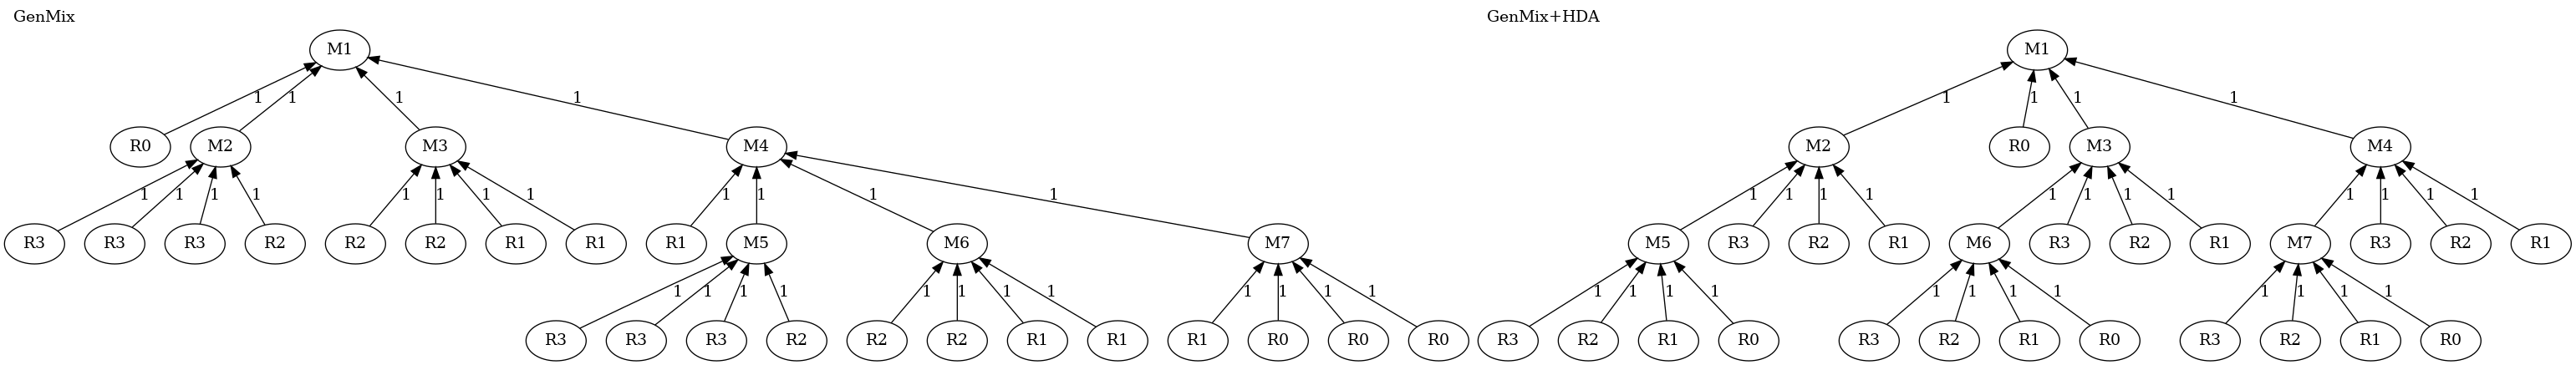 GenMix GenMix+HDA
M1 M1
1 1 1 1 1 1 1 1
R0 M2 M3 M4 M2 R0 M3 M4
1 1 1 1 1 1 1 1 1 1 1 1 1 1 1 1 1 1 1 1 1 1 1 1
R3 R3 R3 R2 R2 R2 R1 R1 R1 M5 M6 M7 M5 R3 R2 R1 M6 R3 R2 R1 M7 R3 R2 R1
1 1 1 1 1 1 1 1 1 1 1 1 1 1 1 1 1 1 1 1 1 1 1 1
R3 R3 R3 R2 R2 R2 R1 R1 R1 R0 R0 R0 R3 R2 R1 R0 R3 R2 R1 R0 R3 R2 R1 R0